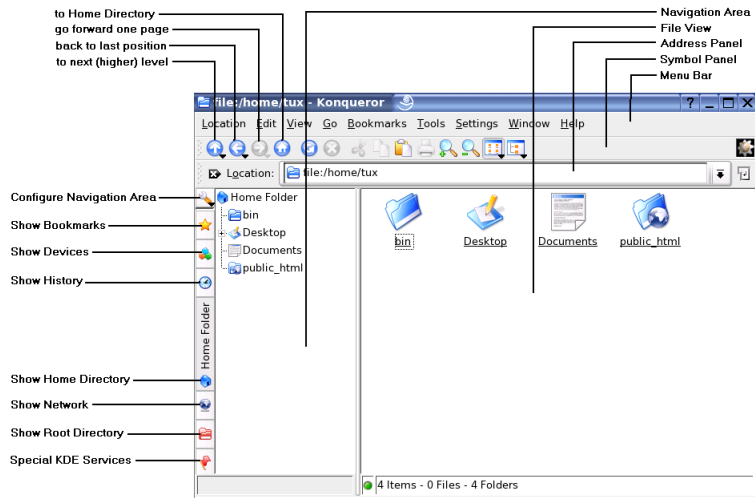 to Home Directory
go forward one page
back to last position
to next (higher) level
Navigation Area
File View
Address Panel
Symbol Panel
Menu Bar
file:/home/tux - Konqueror
Location Edit View Go Bookmarks Tools Settings Window Help
Location: file:/home/tux
Configure Navigation Area
Show Bookmarks
Show Devices
Show History
Show Home Directory
Show Network
Show Root Directory
Special KDE Services
Home Folder
Home Folder
bin
Desktop
Documents
public_html
bin Desktop Documents public_html
4 Items - 0 Files - 4 Folders